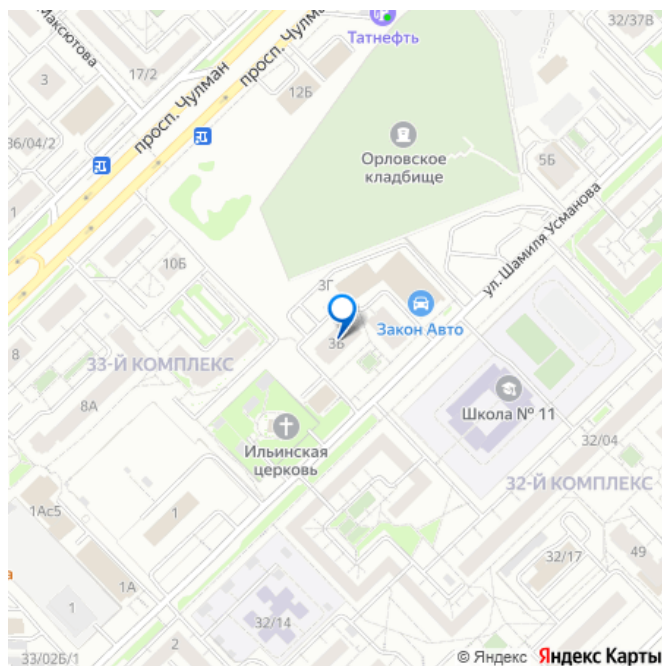 Максютова
17/2
3
36/04/2
просп. Чулман
просп. Чулман
Татнефть
32/37В
12Б
Орловское
кладбище
5Б
ул. Шамиля Усманова
1
10Б
3Г
Закон Авто
3Б
33-Й КОМПЛЕКС
8
8А
Школа № 11
32/04
Ильинская
церковь
32-Й КОМПЛЕКС
1Ас5
1
32/17
49
1А
1
32/14
2
33/02Б/1
© Яндекс Яндекс Карты